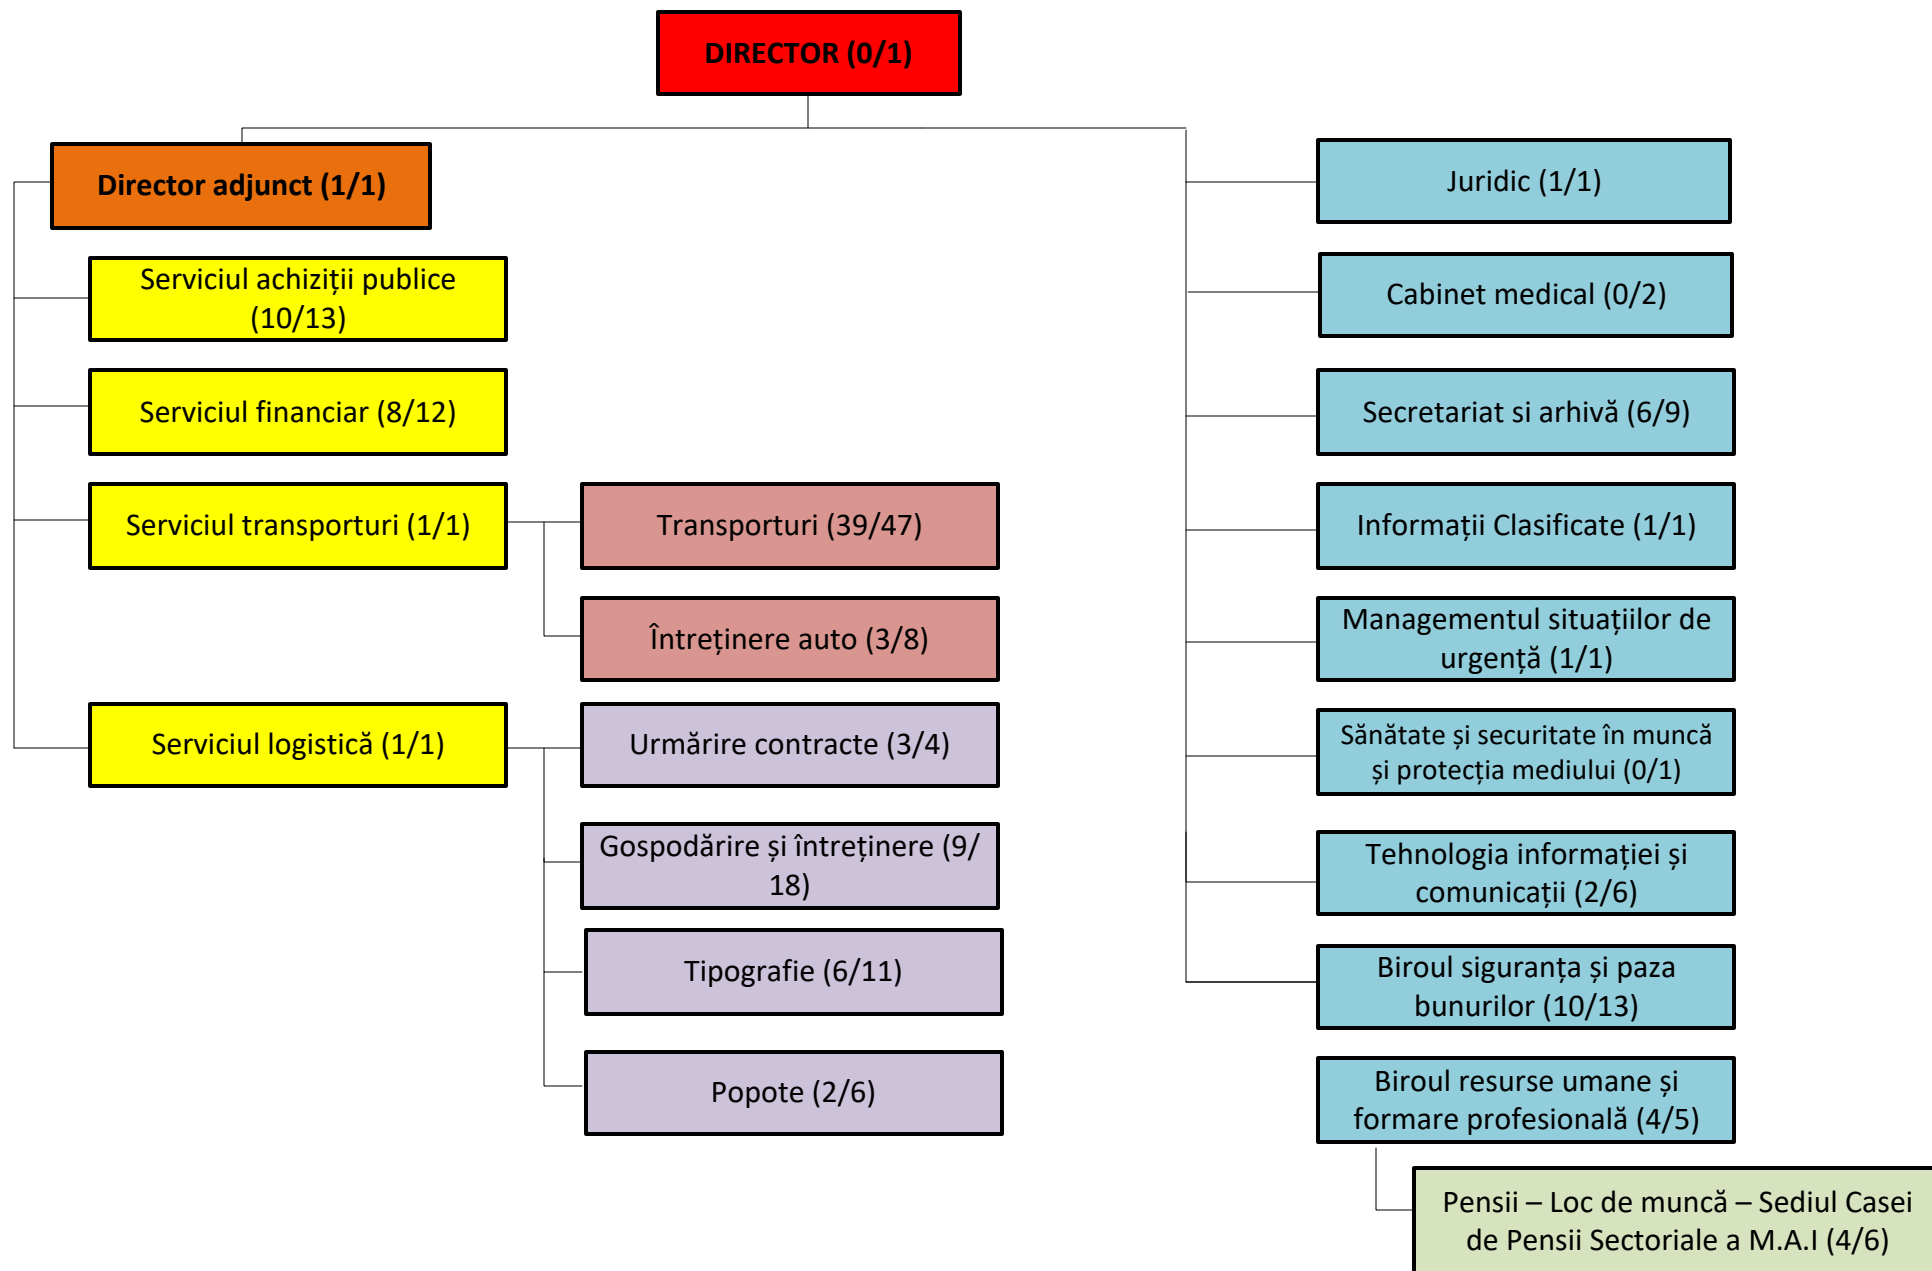 DIRECTOR (0/1)
Director adjunct (1/1)
Serviciul achiziții publice
(10/13)
Serviciul financiar (8/12)
Serviciul transporturi (1/1)
Serviciul logistică (1/1)
Transporturi (39/47)
Întreținere auto (3/8)
Urmărire contracte (3/4)
Gospodărire și întreținere (9/
18)
Tipografie (6/11)
Popote (2/6)
Juridic (1/1)
Cabinet medical (0/2)
Secretariat si arhivă (6/9)
Informații Clasificate (1/1)
Managementul situațiilor de
urgență (1/1)
Sănătate și securitate în muncă
și protecția mediului (0/1)
Tehnologia informației și
comunicații (2/6)
Biroul siguranța și paza
bunurilor (10/13)
Biroul resurse umane și
formare profesională (4/5)
Pensii – Loc de muncă – Sediul Casei
de Pensii Sectoriale a M.A.I (4/6)